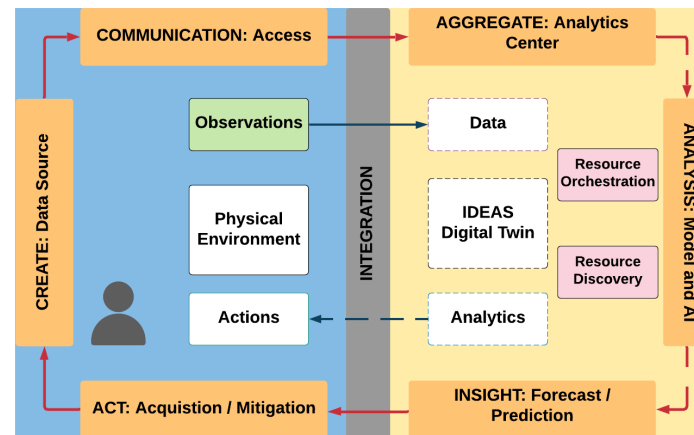 COMMUNICATION: Access
AGGREGATE: Analytics
Center
CREATE: Data Source
Observations
Physical
Environment
Actions
INTEGRATION
Data
IDEAS
Digital Twin
Analytics
Resource
Orchestration
Resource
Discovery
ANALYSIS: Model and AI
ACT: Acquistion / Mitigation
INSIGHT: Forecast /
Prediction